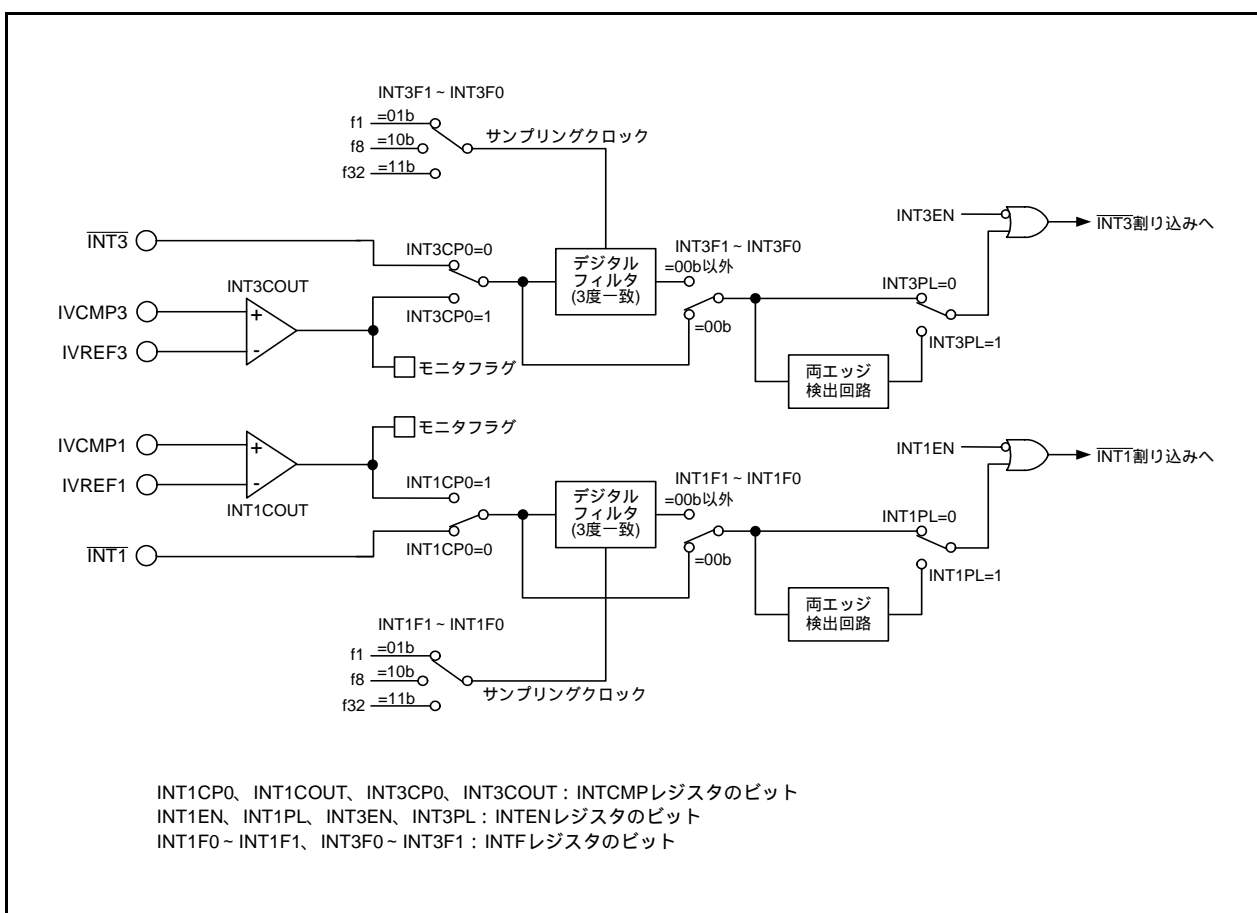 INT3F1 ~ INT3F0
f1 =01b
f8 =10b
f32 =11b
サンプリングクロック
INT3
INT3CP0=0
INT3CP0=1
INT3COUT
IVCMP3
IVREF3
+
-
モニタフラグ
デジタル
フィルタ
(3度一致)
INT3F1 ~ INT3F0
=00b以外
=00b
両エッジ
検出回路
INT3PL=0
INT3PL=1
INT3EN
INT3割り込みへ
モニタフラグ
IVCMP1
IVREF1
+
-
INT1COUT
INT1
INT1CP0=1
INT1CP0=0
デジタル
フィルタ
(3度一致)
INT1F1 ~ INT1F0
=00b以外
=00b
両エッジ
検出回路
INT1PL=0
INT1PL=1
INT1EN
INT1割り込みへ
INT1F1 ~ INT1F0
f1 =01b
f8 =10b
f32 =11b
サンプリングクロック
INT1CP0、INT1COUT、INT3CP0、INT3COUT : INTCMPレジスタのビット
INT1EN、INT1PL、INT3EN、INT3PL : INTENレジスタのビット
INT1F0 ~ INT1F1、INT3F0 ~ INT3F1 : INTFレジスタのビット